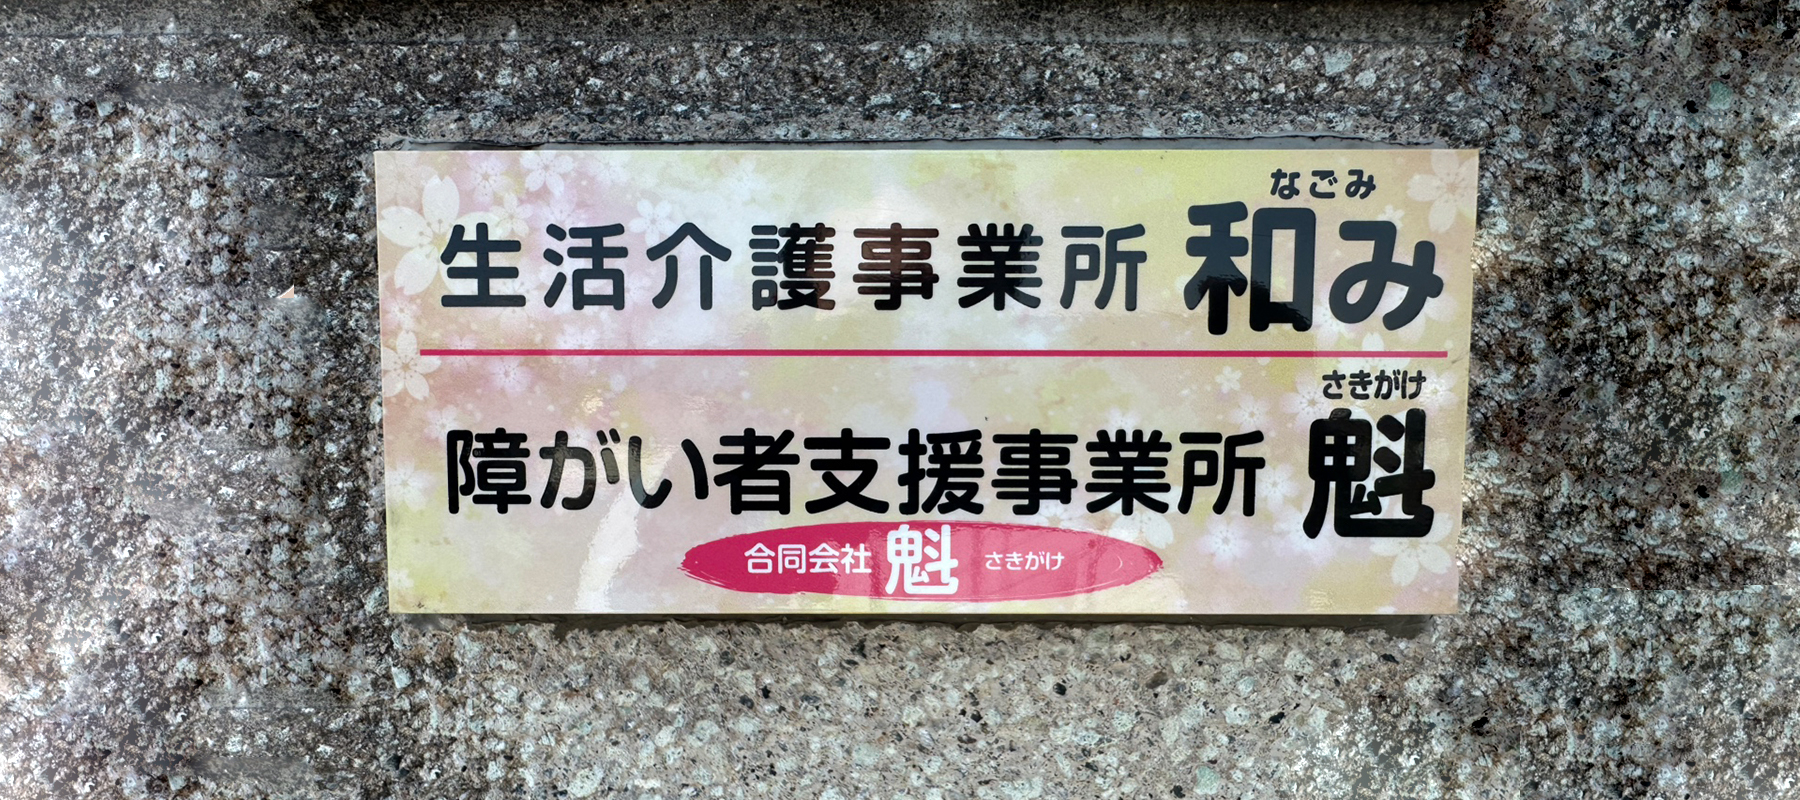 なごみ
生活介護事業所 和み
さきがけ
障がい者支援事業所 魁
合同会社 魁 さきがけ